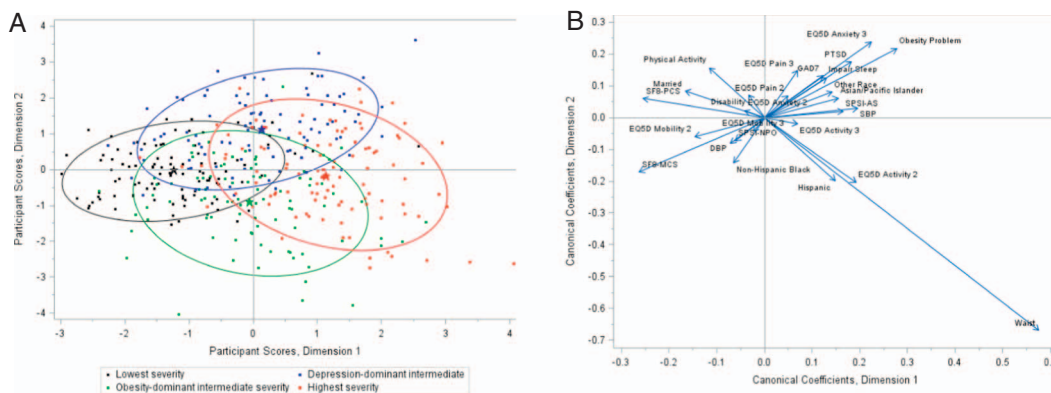 A
4
3
2
1
0
-1
-2
-3
-4
Participant Scores, Dimension 2
-3 -2 -1 0 1 2 3 4
Participant Scores, Dimension 1
Lowest severity
Depression-dominant intermediate
Obesity-dominant intermediate severity
Highest severity
B
0.3
0.2
0.1
0.0
-0.1
-0.2
-0.3
-0.4
-0.5
-0.6
-0.7
Canonical Coefficients, Dimension 2
EQ5D Anxiety 3
Obesity Problem
PTSD
Physical Activity
EQ5D Pain 3
GAD7
Impair Sleep
Married
EQ5D Pain 2
Other Race
SF8-PCS
Asian/Pacific Islander
Disability
EQ5D Anxiety 2
SPSI-AS
SBP
EQ5D Mobility 3
EQ5D Mobility 2
SPSI-NPO
EQ5D Activity 3
DBP
SF8-MCS
Non-Hispanic Black
EQ5D Activity 2
Hispanic
Waist
-0.3 -0.2 -0.1 0.0 0.1 0.2 0.3 0.4 0.5 0.6
Canonical Coefficients, Dimension 1